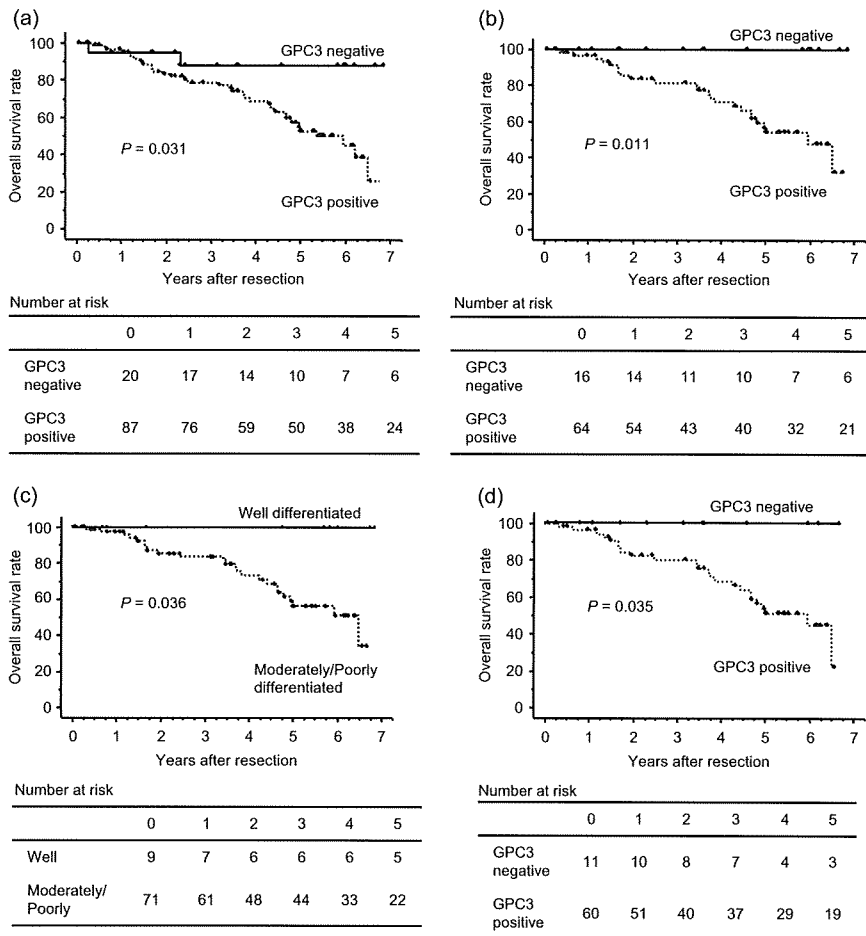 (a)
Overall survival rate
100
80
60
40
20
0
GPC3 negative
P = 0.031
GPC3 positive
0 1 2 3 4 5 6 7
Years after resection
Number at risk
0 1 2 3 4 5
GPC3
negative 20 17 14 10 7 6
GPC3
positive 87 76 59 50 38 24
(b)
Overall survival rate
100
80
60
40
20
0
GPC3 negative
P = 0.011
GPC3 positive
0 1 2 3 4 5 6 7
Years after resection
Number at risk
0 1 2 3 4 5
GPC3
negative 16 14 11 10 7 6
GPC3
positive 64 54 43 40 32 21
(c)
Overall survival rate
100
80
60
40
20
0
Well differentiated
P = 0.036
Moderately/Poorly
differentiated
0 1 2 3 4 5 6 7
Years after resection
Number at risk
0 1 2 3 4 5
Well 9 7 6 6 6 5
Moderately/
Poorly 71 61 48 44 33 22
(d)
Overall survival rate
100
80
60
40
20
0
GPC3 negative
P = 0.035
GPC3 positive
0 1 2 3 4 5 6 7
Years after resection
Number at risk
0 1 2 3 4 5
GPC3
negative 11 10 8 7 4 3
GPC3
positive 60 51 40 37 29 19